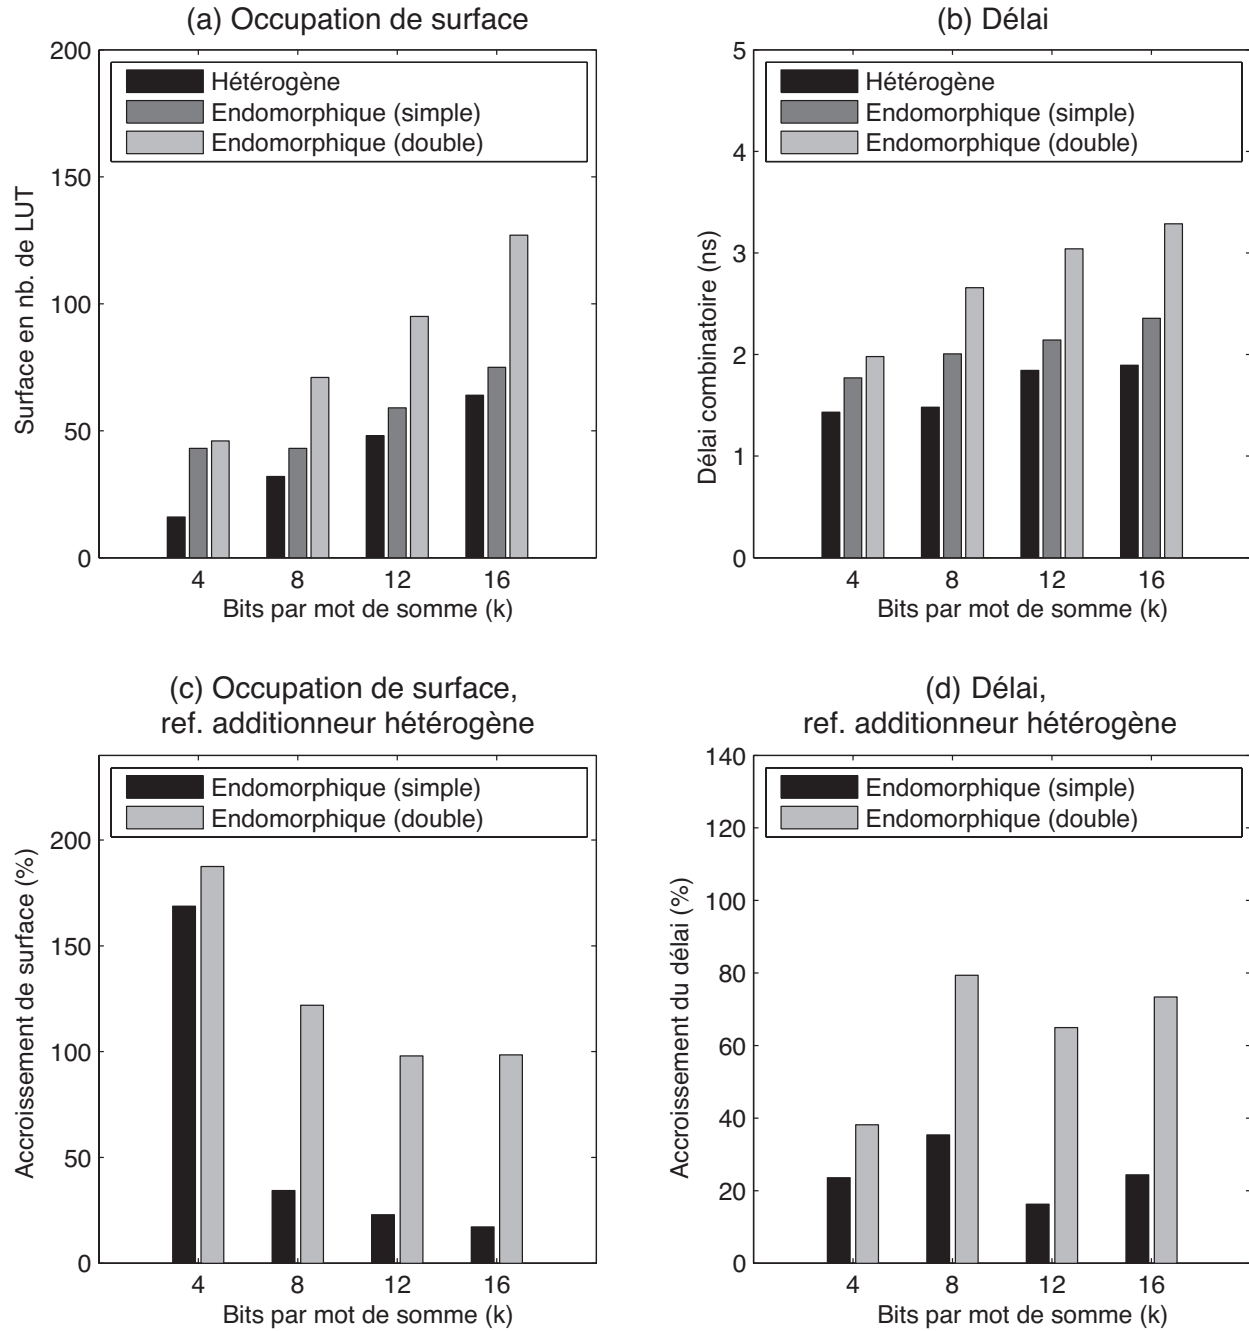 (a) Occupation de surface
200
150
100
50
0
Surface en nb. de LUT
Hétérogène
Endomorphique (simple)
Endomorphique (double)
4 8 12 16
Bits par mot de somme (k)
(b) Délai
5
4
3
2
1
0
Délai combinatoire (ns)
Hétérogène
Endomorphique (simple)
Endomorphique (double)
4 8 12 16
Bits par mot de somme (k)
(c) Occupation de surface,
ref. additionneur hétérogène
200
150
100
50
0
Accroissement de surface (%)
Endomorphique (simple)
Endomorphique (double)
4 8 12 16
Bits par mot de somme (k)
(d) Délai,
ref. additionneur hétérogène
140
120
100
80
60
40
20
0
Accroissement du délai (%)
Endomorphique (simple)
Endomorphique (double)
4 8 12 16
Bits par mot de somme (k)